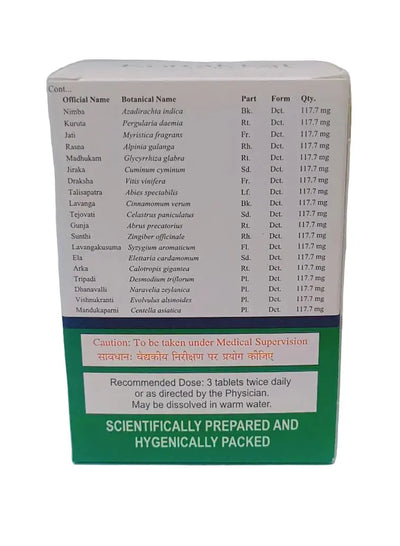 Cont...
Official Name Botanical Name Part Form Qty.
Nimba Azadirachta indica Bk. Dct. 117.7 mg
Kuruta Pergularia daemia Rt. Dct. 117.7 mg
Jati Myristica fragrans Fr. Dct. 117.7 mg
Rasna Alpinia galanga Rh. Dct. 117.7 mg
Madhukam Glycyrrhiza glabra Rt. Dct. 117.7 mg
Jiraka Cuminum cyminum Sd. Dct. 117.7 mg
Draksha Vitis vinifera Fr. Dct. 117.7 mg
Talisapatra Abies spectabilis Lf. Dct. 117.7 mg
Lavanga Cinnamomum verum Bk. Dct. 117.7 mg
Tejovati Celastrus paniculatus Sd. Dct. 117.7 mg
Gunja Abrus precatorius Rt. Dct. 117.7 mg
Sunthi Zingiber officinale Rh. Dct. 117.7 mg
Lavangakusuma Syzygium aromaticum Fl. Dct. 117.7 mg
Ela Elettaria cardamomum Sd. Dct. 117.7 mg
Arka Calotropis gigantea Rt. Dct. 117.7 mg
Tripadi Desmodium triflorum Pl. Dct. 117.7 mg
Dhanavalli Naravelia zeylanica Pl. Dct. 117.7 mg
Vishnukranti Evolvulus alsinoides Pl. Dct. 117.7 mg
Mandukaparni Centella asiatica Pl. Dct. 117.7 mg
Caution: To be taken under Medical Supervision
सावधानः वैद्यकीय निरीक्षण पर प्रयोग कीजिए
Recommended Dose: 3 tablets twice daily
or as directed by the Physician.
May be dissolved in warm water.
SCIENTIFICALLY PREPARED AND
HYGENICALLY PACKED